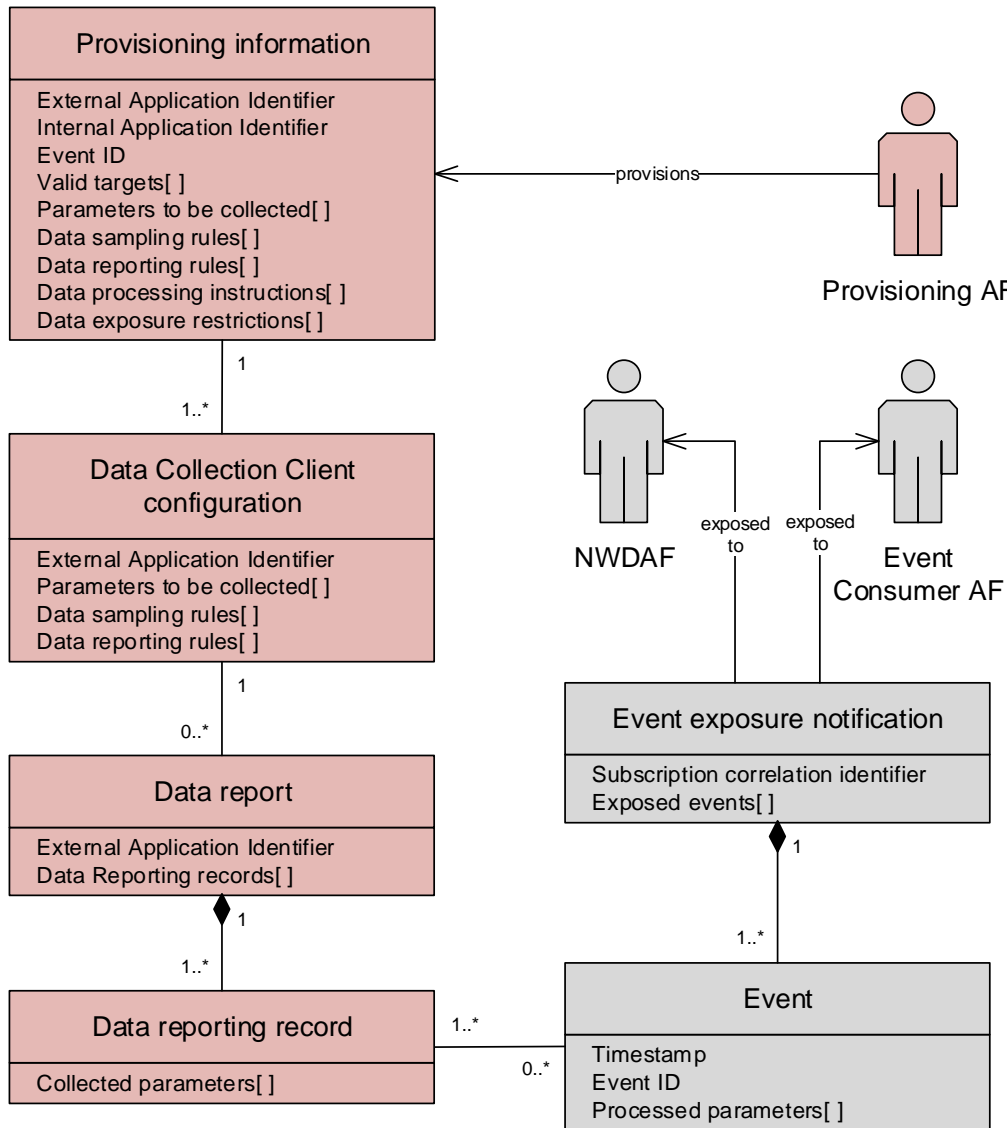 Provisioning information
External Application Identifier
Internal Application Identifier
Event ID
Valid targets[ ]
Parameters to be collected[ ]
Data sampling rules[ ]
Data reporting rules[ ]
Data processing instructions[ ]
Data exposure restrictions[ ]
provisions
Provisioning AF
1
1..*
Data Collection Client
configuration
External Application Identifier
Parameters to be collected[ ]
Data sampling rules[ ]
Data reporting rules[ ]
1
0..*
Data report
External Application Identifier
Data Reporting records[ ]
1
1..*
Data reporting record
Collected parameters[ ]
1..*
0..*
NWDAF
exposed
to
exposed
to
Event
Consumer AF
Event exposure notification
Subscription correlation identifier
Exposed events[ ]
1
1..*
Event
Timestamp
Event ID
Processed parameters[ ]